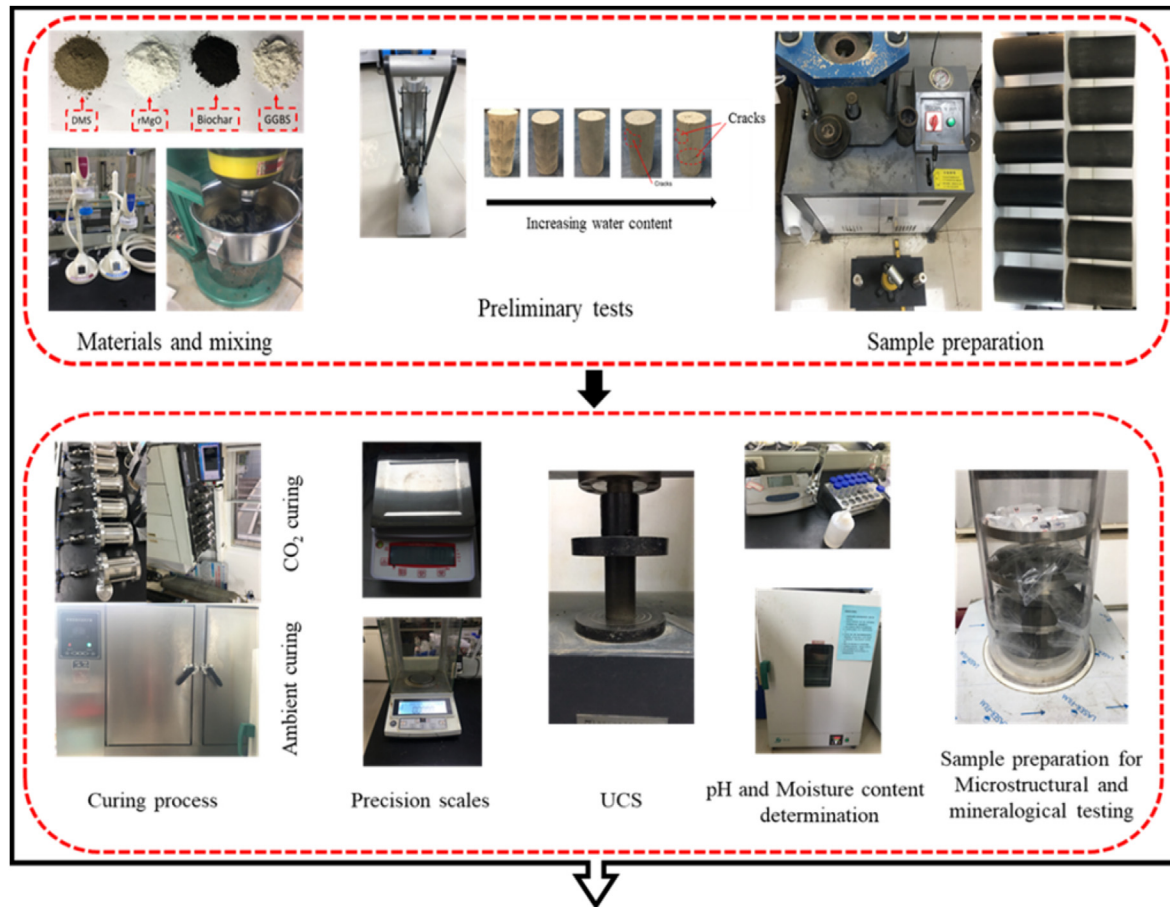 DMS
rMgO
Biochar
GGBS
Cracks
Cracks
Increasing water content
Materials and mixing
Preliminary tests
Sample preparation
CO₂ curing
Ambient curing
Curing process
Precision scales
UCS
pH and Moisture content
determination
Sample preparation for
Microstructural and
mineralogical testing